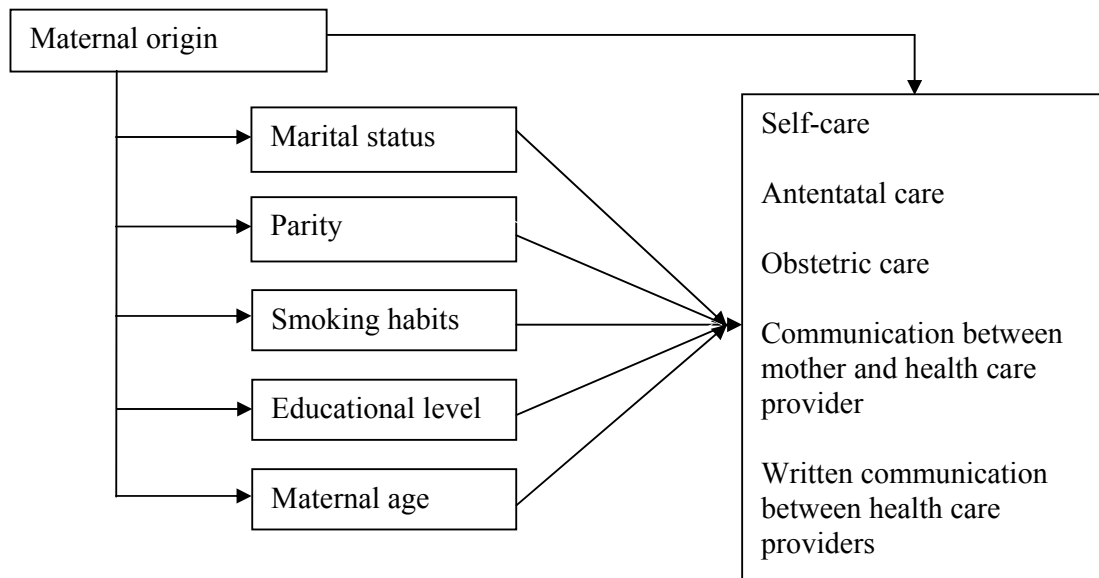 Maternal origin
Marital status
Parity
Smoking habits
Educational level
Maternal age
Self-care
Antentatal care
Obstetric care
Communication between
mother and health care
provider
Written communication
between health care
providers